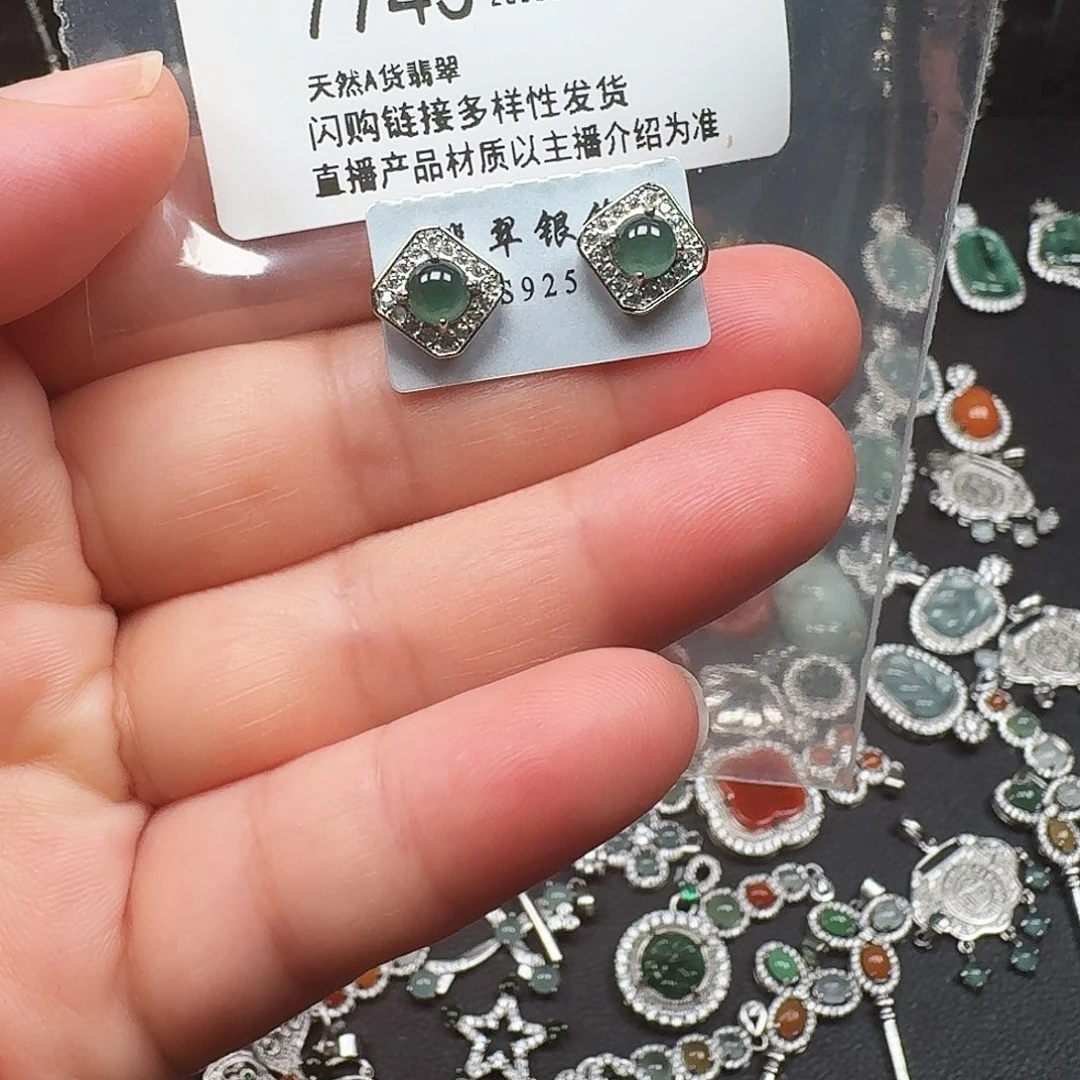 天然A货翡翠
闪购链接多样性发货
直播产品材质以主播介绍为准
翠银
S925